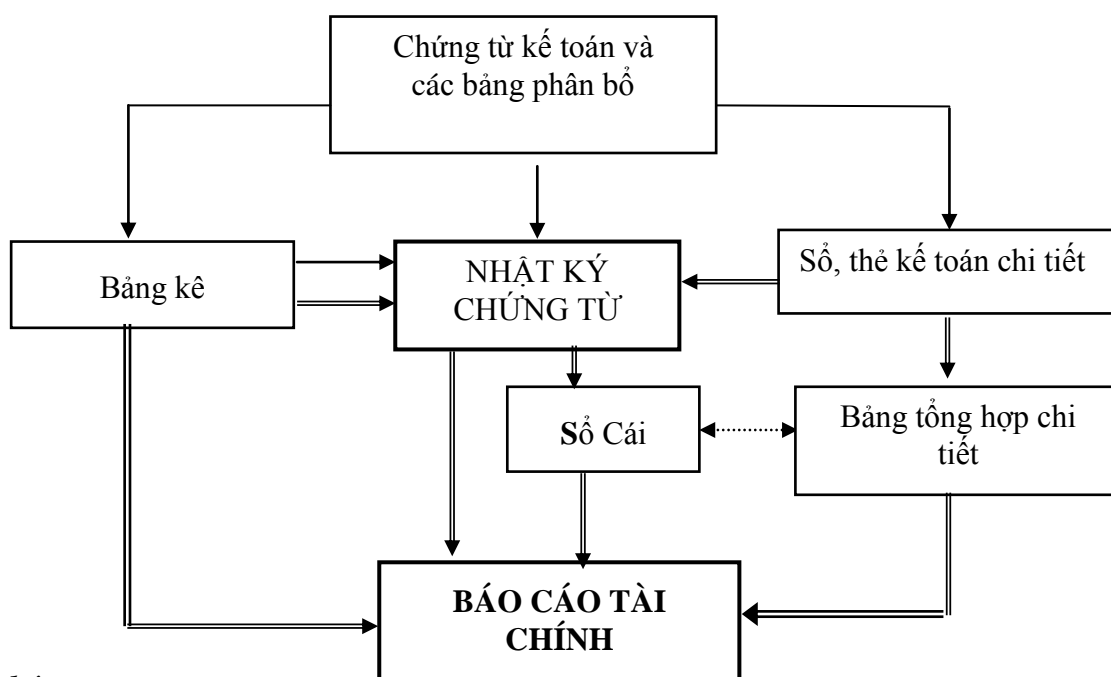 Chứng từ kế toán và
các bảng phân bổ
Bảng kê
NHẬT KÝ
CHỨNG TỪ
Sổ, thẻ kế toán chi tiết
Sổ Cái
Bảng tổng hợp chi
tiết
BÁO CÁO TÀI
CHÍNH